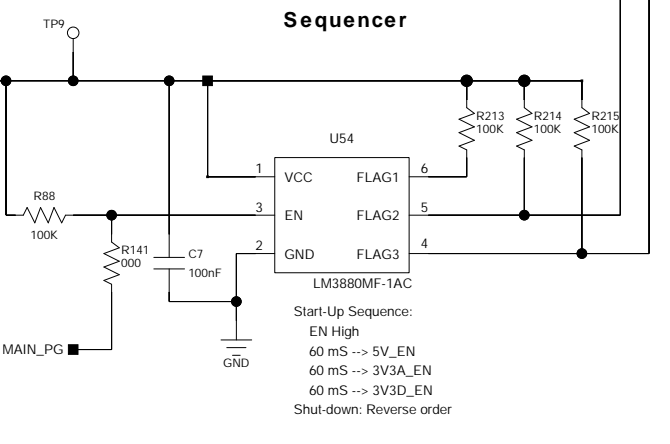 Sequencer
TP9
R213
100K
R214
100K
R215
100K
U54
1
VCC
FLAG1
6
R88
100K
3
EN
FLAG2
5
R141
000
C7
100nF
2
GND
FLAG3
4
LM3880MF-1AC
MAIN_PG
GND
Start-Up Sequence:
EN High
60 mS --> 5V_EN
60 mS --> 3V3A_EN
60 mS --> 3V3D_EN
Shut-down: Reverse order